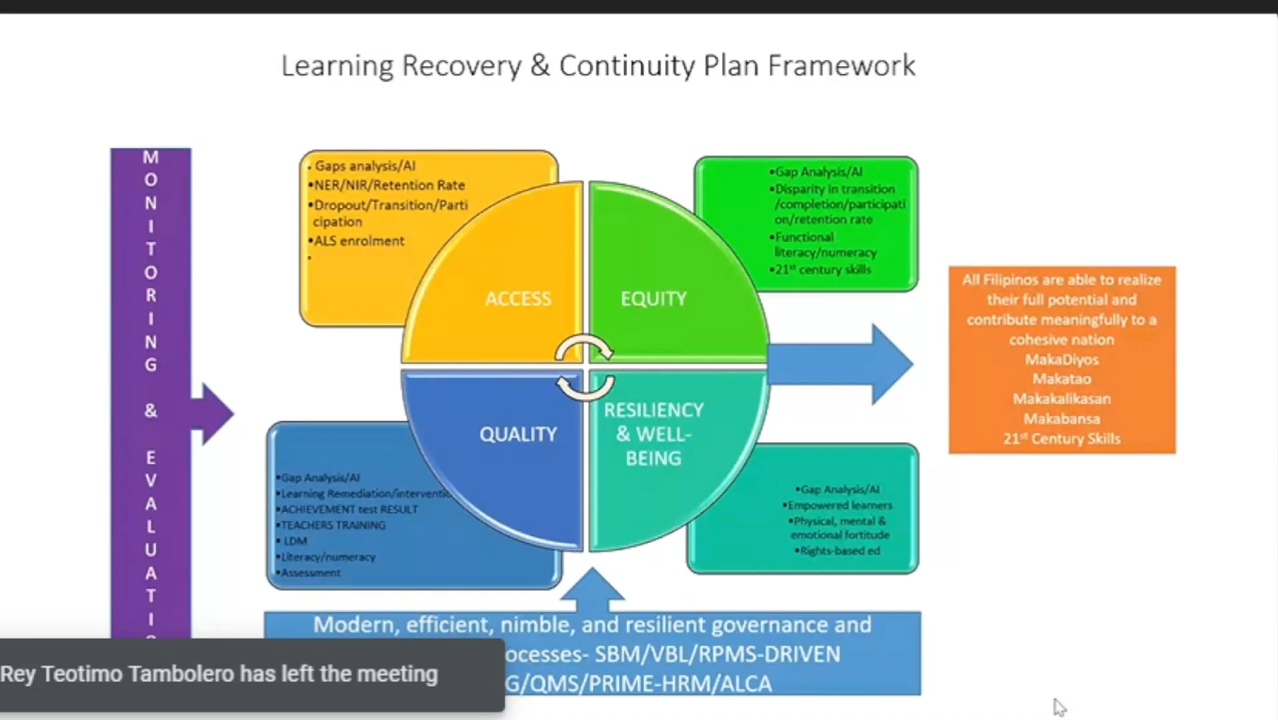 Learning Recovery & Continuity Plan Framework
M
O
N
I
T
O
R
I
N
G
&
E
V
A
L
U
A
T
I
• Gaps analysis/AI
•NER/NIR/Retention Rate
•Dropout/Transition/Parti
cipation
•ALS enrolment
•
•Gap Analysis/AI
•Disparity in transition
/completion/participati
on/retention rate
•Functional
literacy/numeracy
•21st century skills
ACCESS
EQUITY
QUALITY
RESILIENCY
& WELL-
BEING
•Gap Analysis/AI
•Learning Remediation/interventio
•ACHIEVEMENT test RESULT
•TEACHERS TRAINING
• LDM
•Literacy/numeracy
•Assessment
•Gap Analysis/AI
•Empowered learners
•Physical, mental &
emotional fortitude
•Rights-based ed
All Filipinos are able to realize
their full potential and
contribute meaningfully to a
cohesive nation
MakaDiyos
Makatao
Makakalikasan
Makabansa
21st Century Skills
Modern, efficient, nimble, and resilient governance and
ocesses- SBM/VBL/RPMS-DRIVEN
G/QMS/PRIME-HRM/ALCA
Rey Teotimo Tambolero has left the meeting